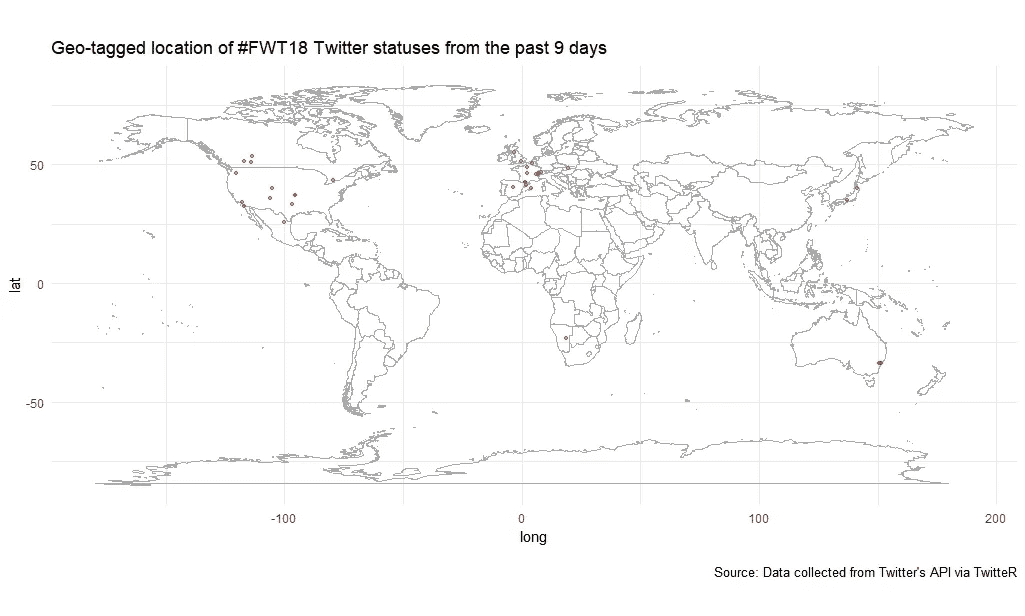 Geo-tagged location of #FWT18 Twitter statuses from the past 9 days
50
0
-50
lat
-100
0
100
200
long
Source: Data collected from Twitter's API via TwitteR